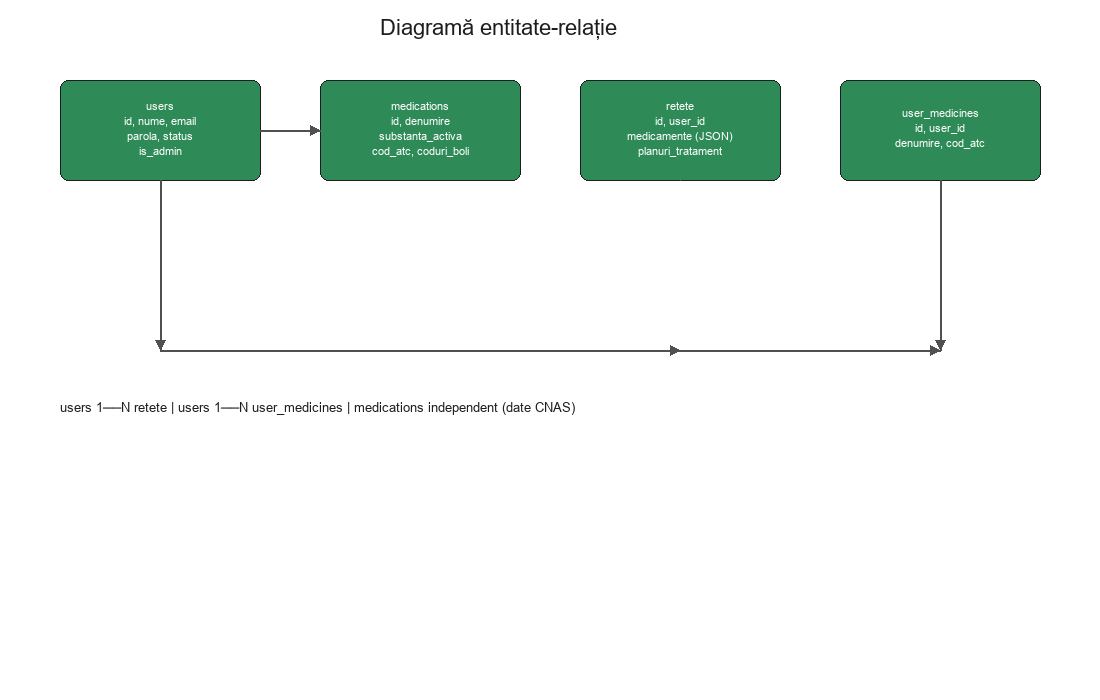 Diagramă entitate-relație
users
id, nume, email
parola, status
is_admin
medications
id, denumire
substanta_activa
cod_atc, coduri_boli
retete
id, user_id
medicamente (JSON)
planuri_tratament
user_medicines
id, user_id
denumire, cod_atc
users 1──N retete | users 1──N user_medicines | medications independent (date CNAS)